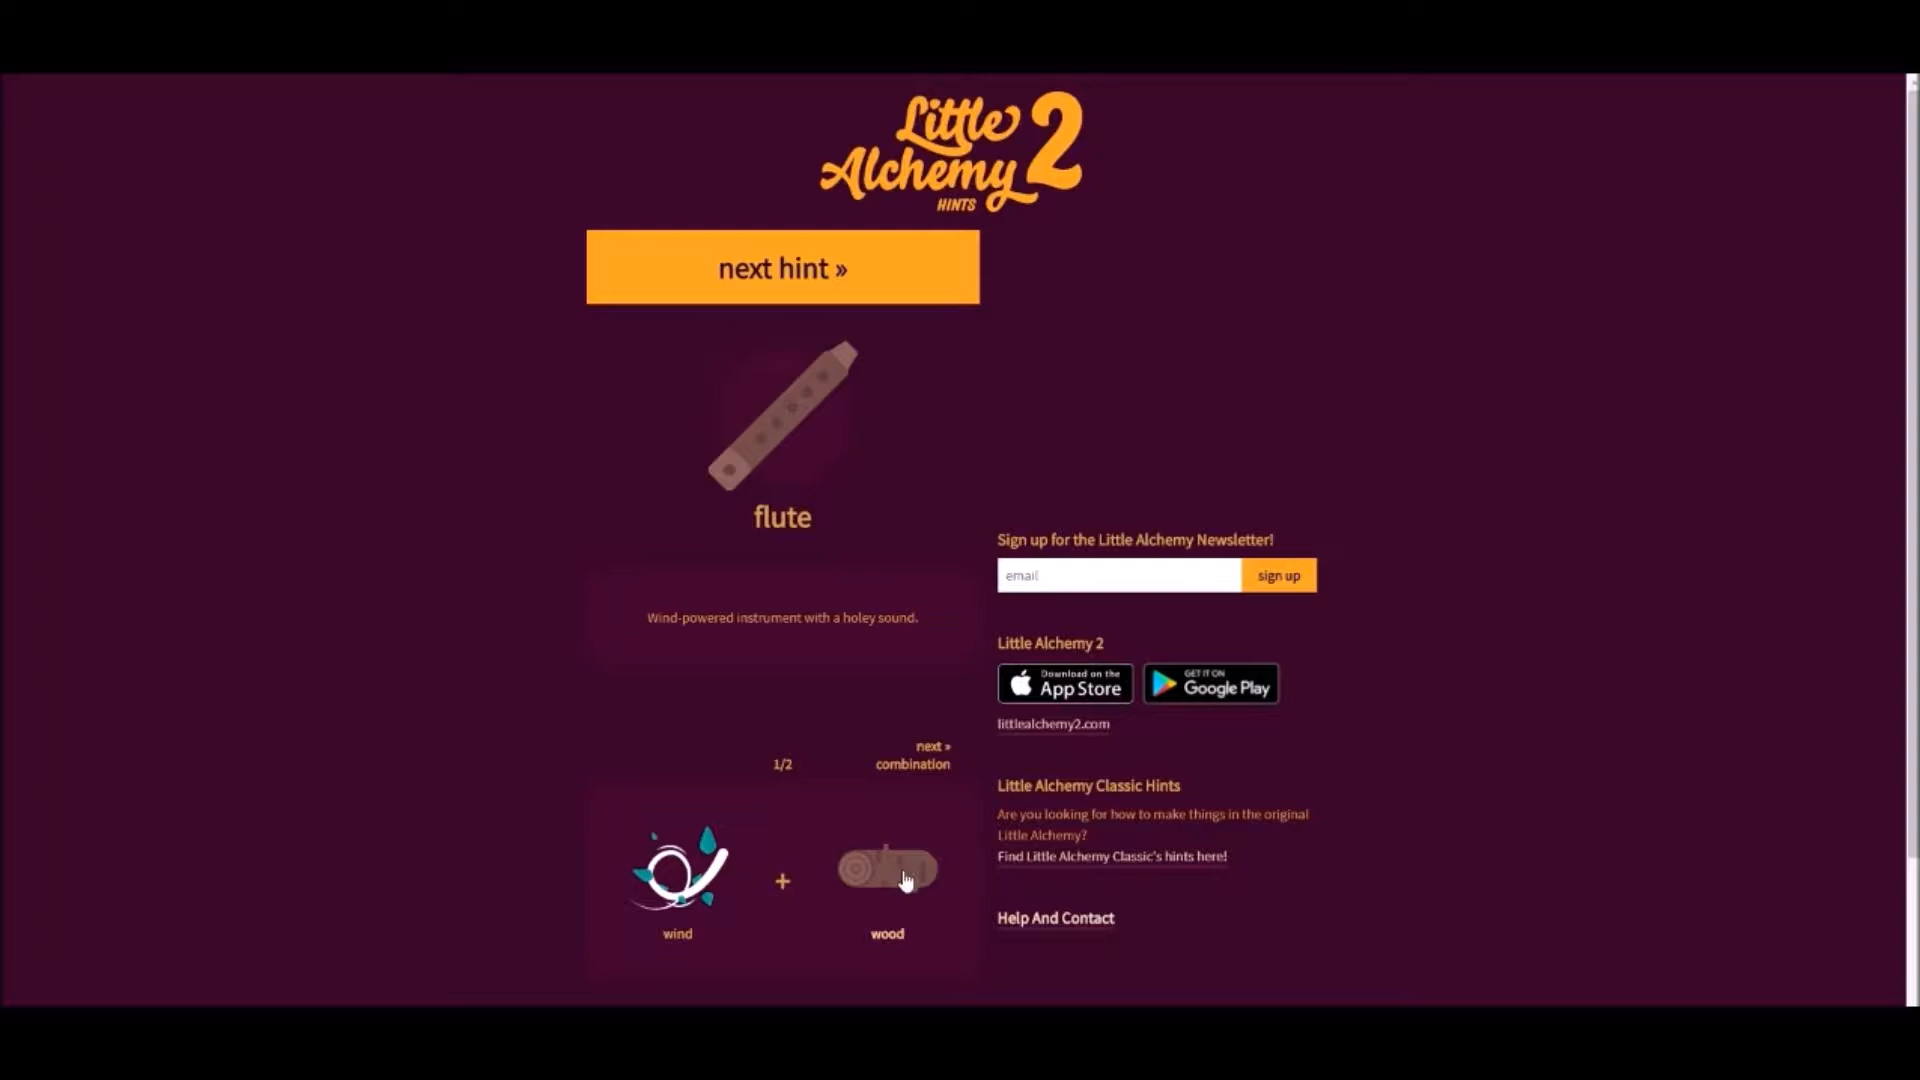 Little
Alchemy 2
HINTS
next hint »
flute
Wind-powered instrument with a holey sound.
1/2
next »
combination
wind
+
wood
Sign up for the Little Alchemy Newsletter!
email
sign up
Little Alchemy 2
Download on the
App Store
GET IT ON
Google Play
littlealchemy2.com
Little Alchemy Classic Hints
Are you looking for how to make things in the original
Little Alchemy?
Find Little Alchemy Classic's hints here!
Help And Contact